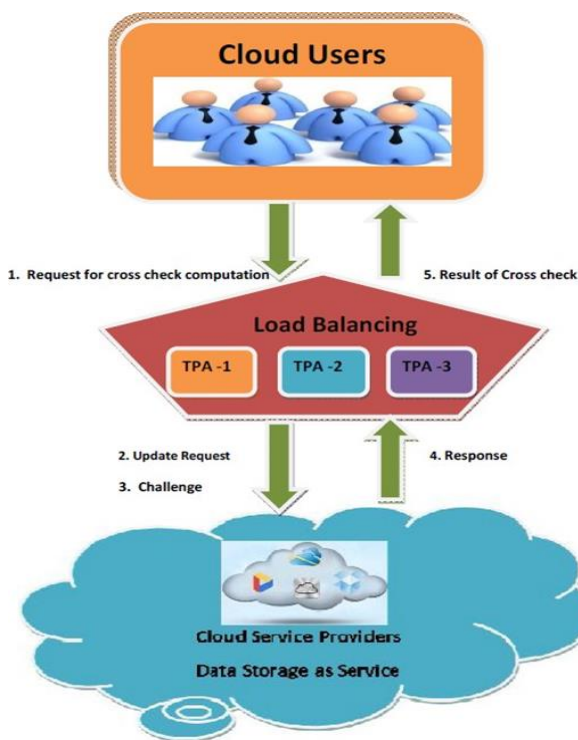 Cloud Users
1. Request for cross check computation
5. Result of Cross check
Load Balancing
TPA -1
TPA -2
TPA -3
2. Update Request
3. Challenge
4. Response
Cloud Service Providers
Data Storage as Service